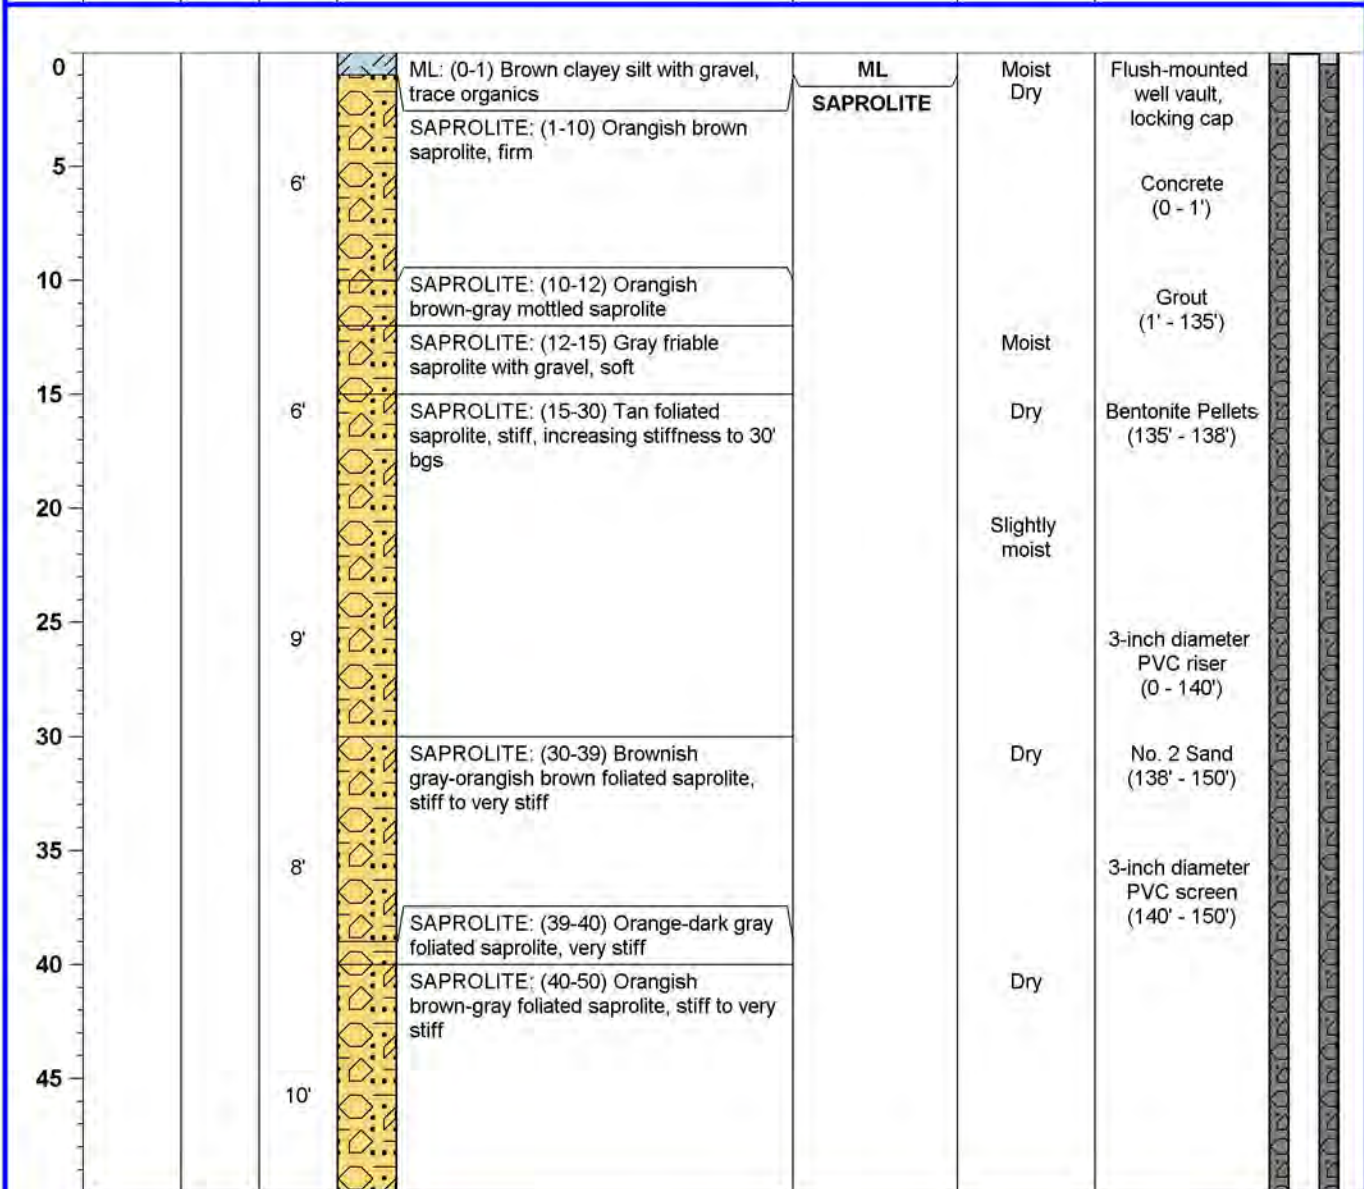 0
ML: (0-1) Brown clayey silt with gravel,
trace organics
ML
SAPROLITE
Moist
Dry
Flush-mounted
well vault,
locking cap
SAPROLITE: (1-10) Orangish brown
saprolite, firm
5
6'
Concrete
(0 - 1')
10
SAPROLITE: (10-12) Orangish
brown-gray mottled saprolite
Grout
(1' - 135')
SAPROLITE: (12-15) Gray friable
saprolite with gravel, soft
Moist
15
6'
SAPROLITE: (15-30) Tan foliated
saprolite, stiff, increasing stiffness to 30'
bgs
Dry
Bentonite Pellets
(135' - 138')
20
Slightly
moist
25
9'
3-inch diameter
PVC riser
(0 - 140')
30
SAPROLITE: (30-39) Brownish
gray-orangish brown foliated saprolite,
stiff to very stiff
Dry
No. 2 Sand
(138' - 150')
35
8'
3-inch diameter
PVC screen
(140' - 150')
SAPROLITE: (39-40) Orange-dark gray
foliated saprolite, very stiff
40
SAPROLITE: (40-50) Orangish
brown-gray foliated saprolite, stiff to very
stiff
Dry
45
10'